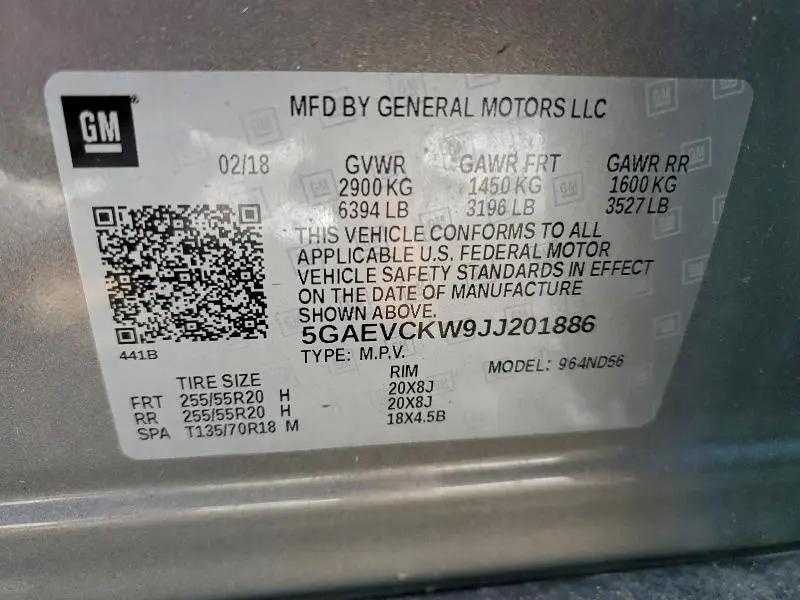 GM
MFD BY GENERAL MOTORS LLC
02/18 GVWR GAWR FRT GAWR RR
2900 KG 1450 KG 1600 KG
6394 LB 3196 LB 3527 LB
THIS VEHICLE CONFORMS TO ALL
APPLICABLE U.S. FEDERAL MOTOR
VEHICLE SAFETY STANDARDS IN EFFECT
ON THE DATE OF MANUFACTURE
SHOWN ABOVE.
5GAEVCKW9JJ201886
441B
TYPE: M.P.V. MODEL: 964ND56
TIRE SIZE RIM
FRT 255/55R20 H 20X8J
RR 255/55R20 H 20X8J
SPA T135/70R18 M 18X4.5B